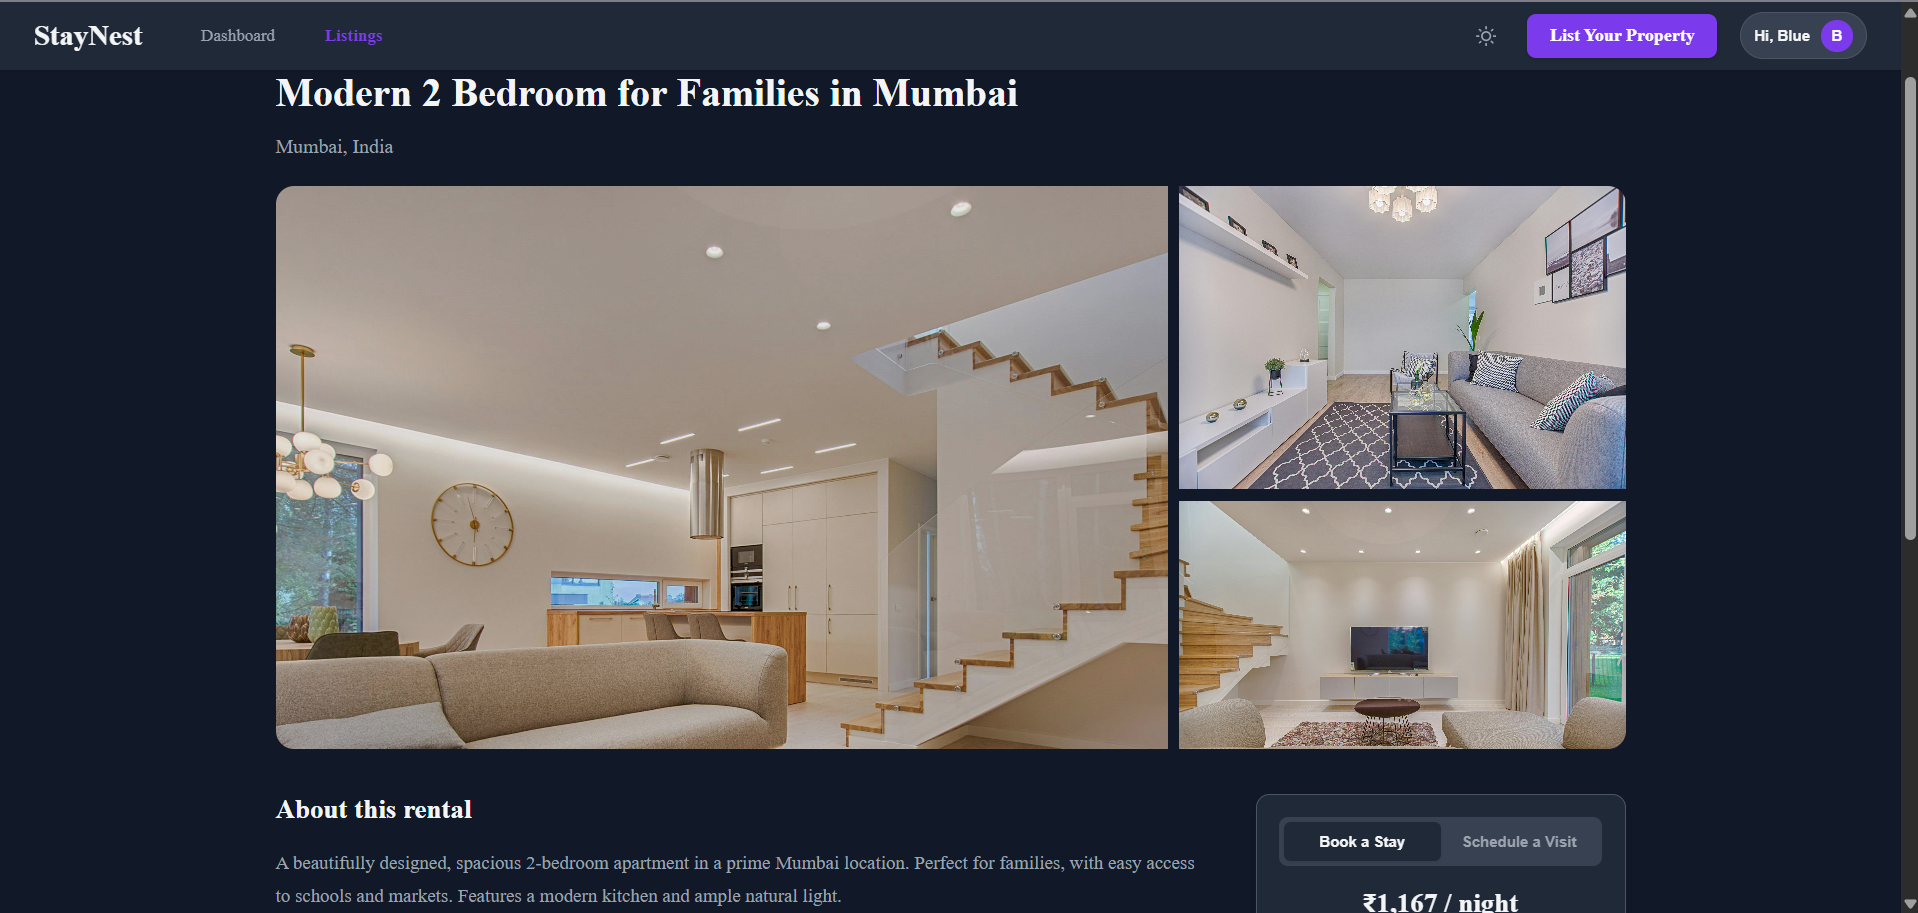 StayNest
Dashboard
Listings
List Your Property
Hi, Blue
B
Modern 2 Bedroom for Families in Mumbai
Mumbai, India
About this rental
A beautifully designed, spacious 2-bedroom apartment in a prime Mumbai location. Perfect for families, with easy access
to schools and markets. Features a modern kitchen and ample natural light.
Book a Stay
Schedule a Visit
₹1,167 / night